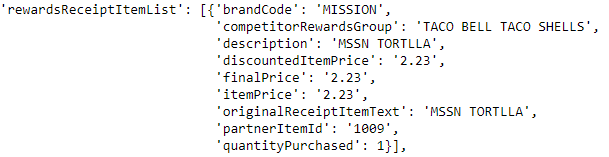 'rewardsReceiptItemList': [{'brandCode': 'MISSION',
'competitorRewardsGroup': 'TACO BELL TACO SHELLS',
'description': 'MSSN TORTLLA',
'discountedItemPrice': '2.23',
'finalPrice': '2.23',
'itemPrice': '2.23',
'originalReceiptItemText': 'MSSN TORTLLA',
'partnerItemId': '1009',
'quantityPurchased': 1}],